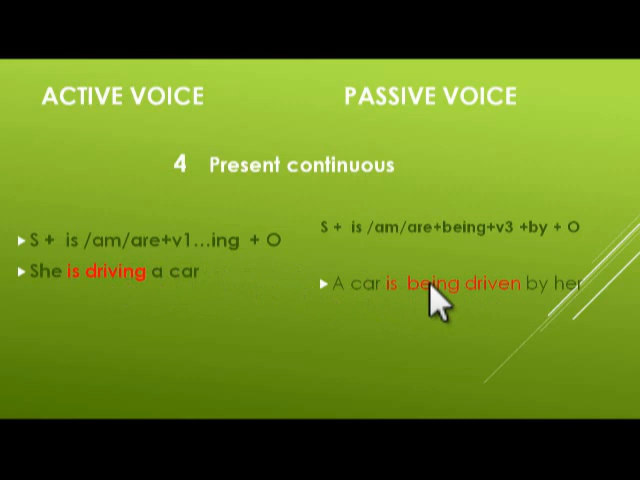 ACTIVE VOICE
PASSIVE VOICE
4 Present continuous
S + is /am/are+v1...ing + O
She is driving a car
S + is /am/are+being+v3 +by + O
A car is being driven by her